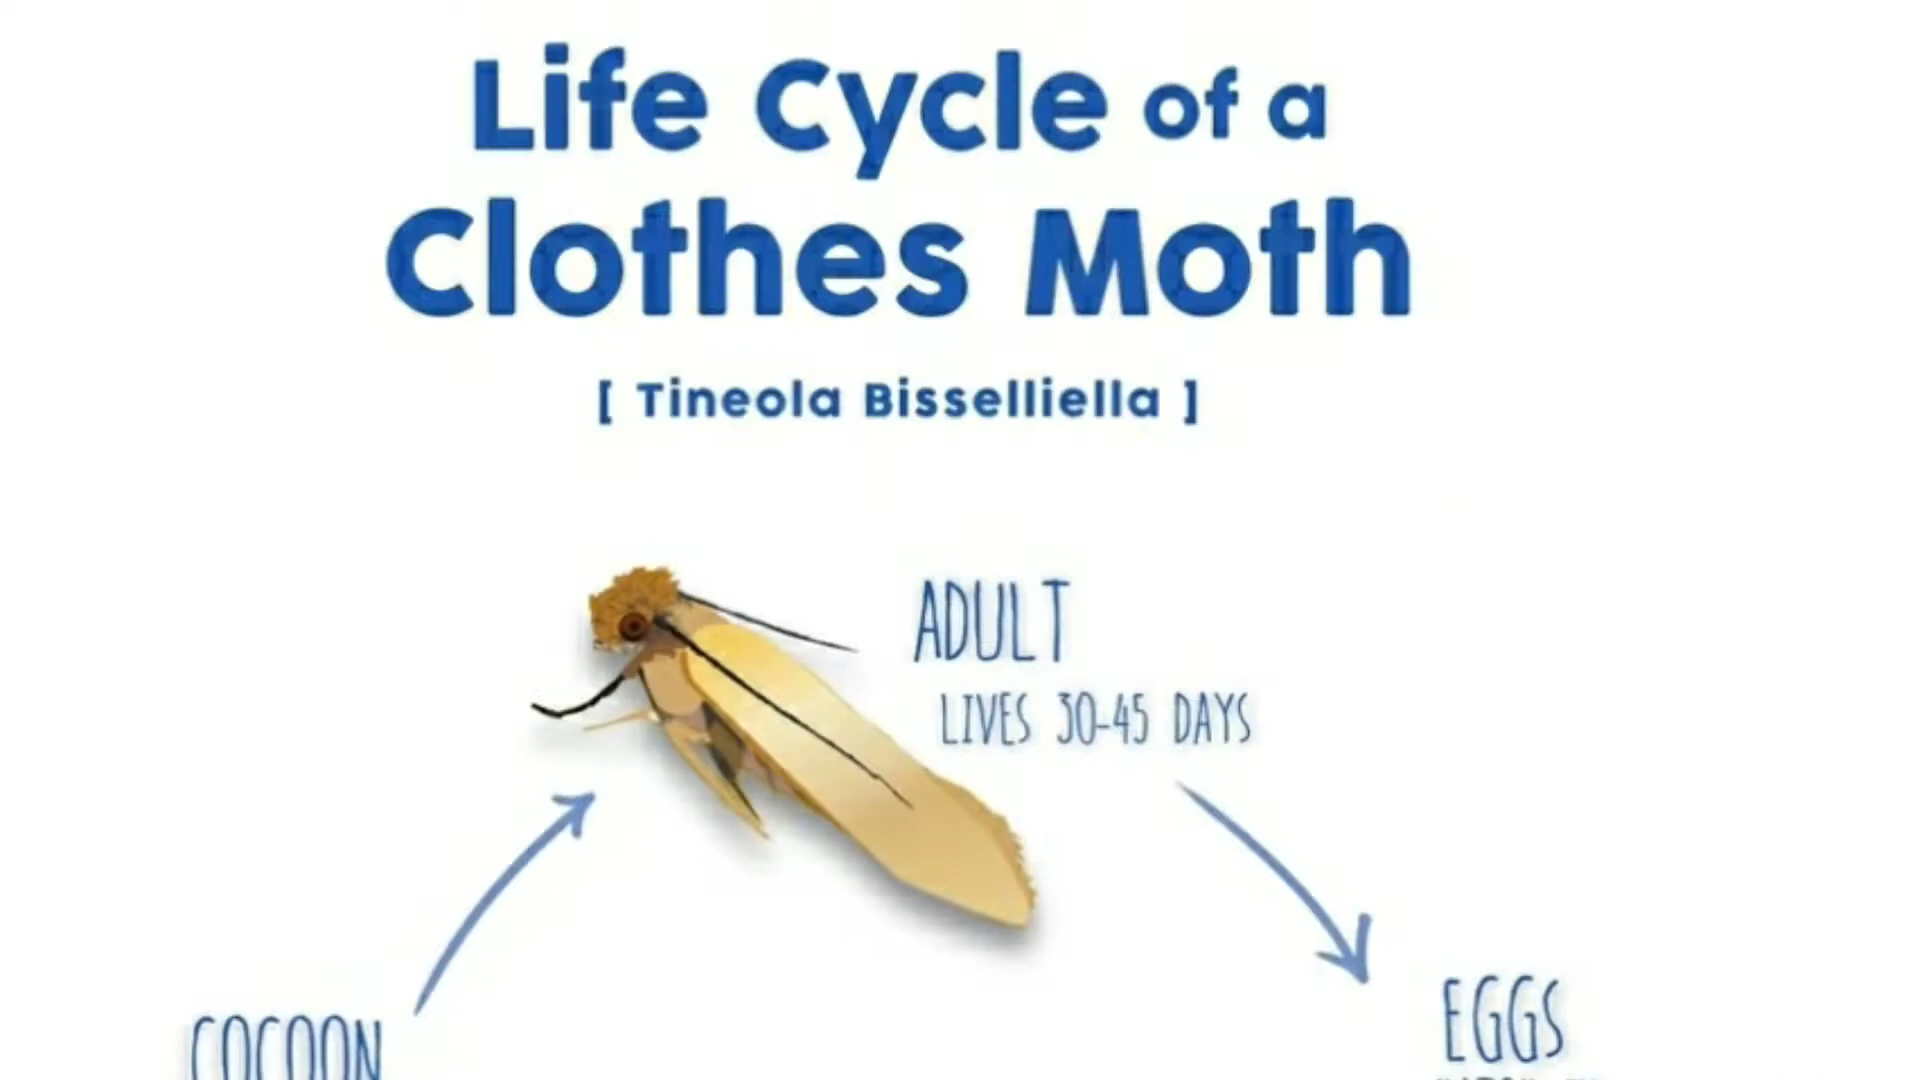 Life Cycle of a
Clothes Moth
[ Tineola Bisselliella ]
ADULT
LIVES 30-45 DAYS
COCOON
EGGS